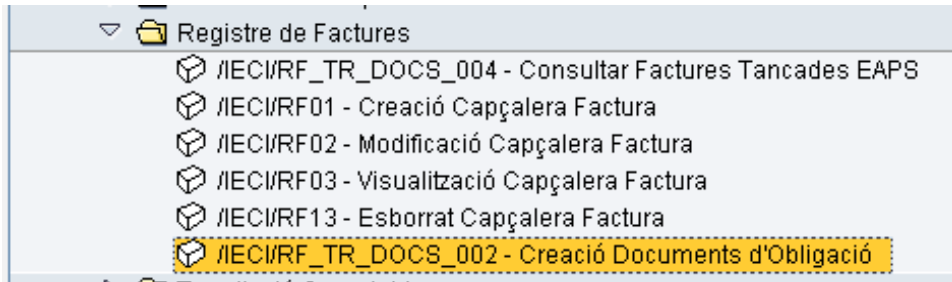 Registre de Factures
/IECI/RF_TR_DOCS_004 - Consultar Factures Tancades EAPS
/IECI/RF01 - Creació Capçalera Factura
/IECI/RF02 - Modificació Capçalera Factura
/IECI/RF03 - Visualització Capçalera Factura
/IECI/RF13 - Esborrat Capçalera Factura
/IECI/RF_TR_DOCS_002 - Creació Documents d'Obligació